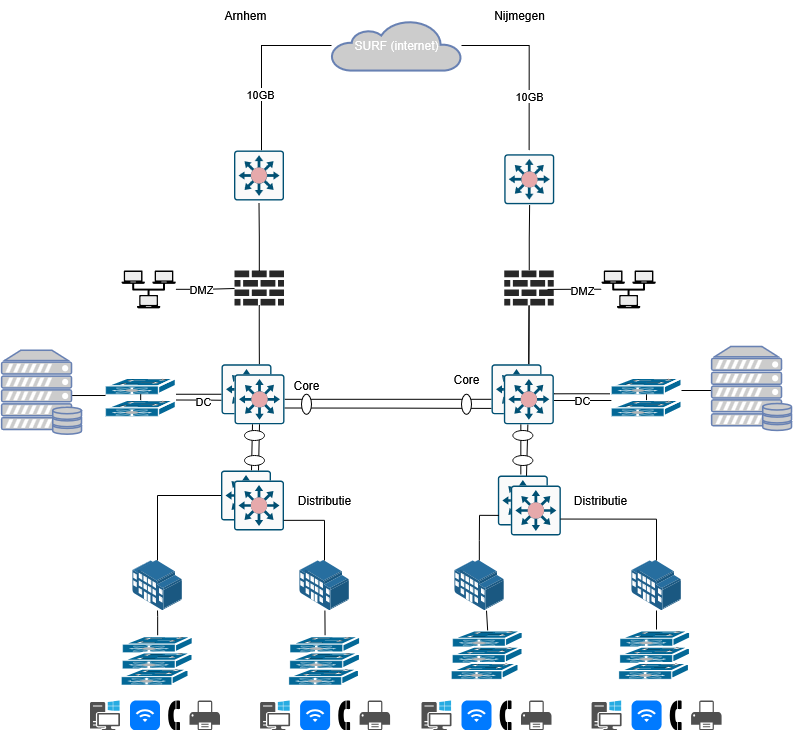 Arnhem
Nijmegen
SURF (internet)
10GB
10GB
DMZ
DMZ
Core
Core
DC
DC
Distributie
Distributie